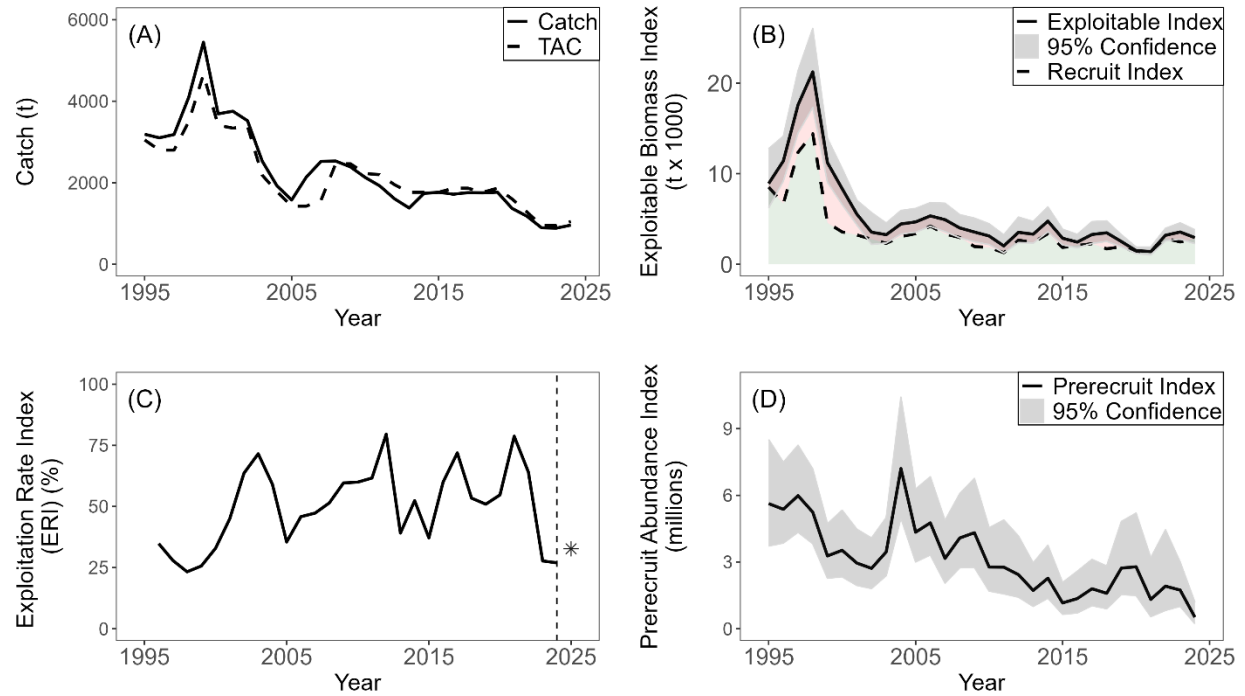 (A)
Catch
TAC
Catch (t)
6000
4000
2000
0
1995
2005
2015
2025
Year
(B)
Exploitable Index
95% Confidence
Recruit Index
Exploitable Biomass Index
(t x 1000)
20
10
0
1995
2005
2015
2025
Year
(C)
Exploitation Rate Index
(ERI) (%)
100
75
50
25
0
*
1995
2005
2015
2025
Year
(D)
Prerecruit Index
95% Confidence
Prerecruit Abundance Index
(millions)
9
6
3
0
1995
2005
2015
2025
Year